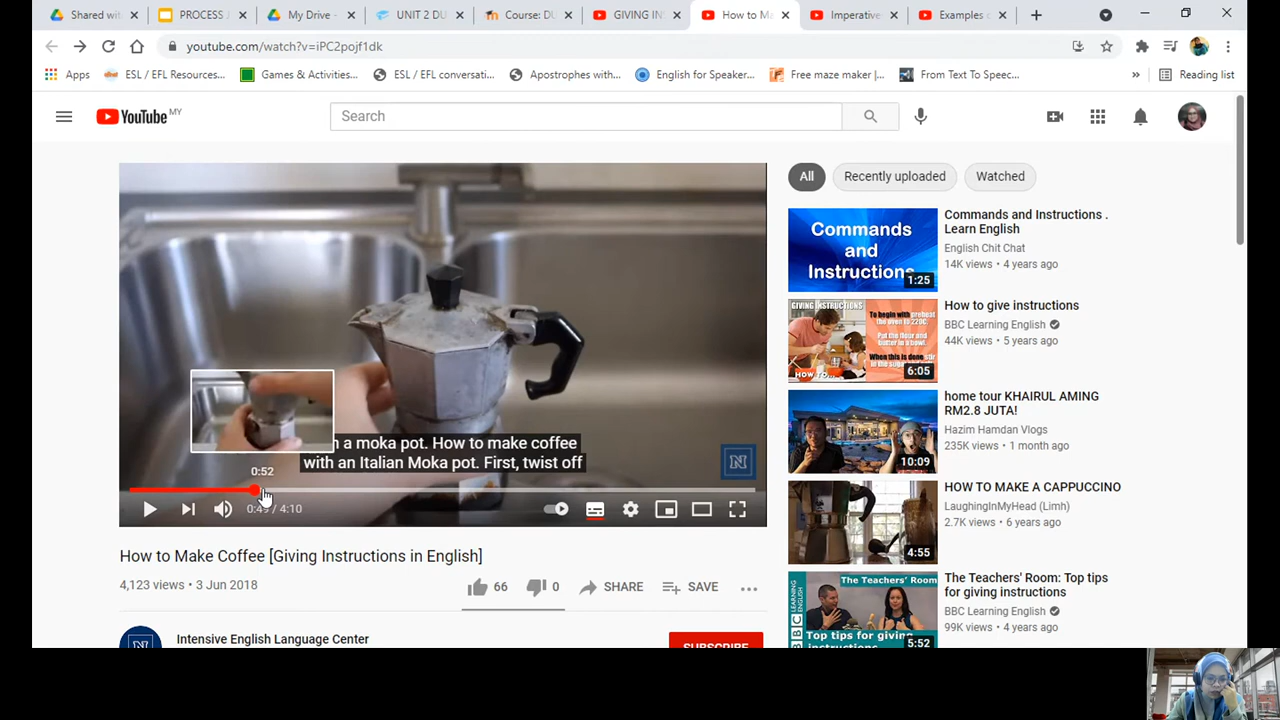 Shared wit
PROCESS
My Drive -
UNIT 2 DU
Course: DU
GIVING IN
How to Ma
Imperative
Examples o
youtube.com/watch?v=iPC2pojf1dk
Apps
ESL / EFL Resources...
Games & Activities...
ESL / EFL conversati...
Apostrophes with...
English for Speaker...
Free maze maker |...
From Text To Speec...
»
Reading list
YouTube MY
Search
All
Recently uploaded
Watched
Commands
and
Instructions
1:25
Commands and Instructions .
Learn English
English Chit Chat
14K views • 4 years ago
GIVING INSTRUCTIONS
To begin with preheat
the oven to 220C.
Put the flour and
butter in a bowl.
When this is done stir
HOW TO...
6:05
How to give instructions
BBC Learning English
44K views • 5 years ago
10:09
home tour KHAIRUL AMING
RM2.8 JUTA!
Hazim Hamdan Vlogs
235K views • 1 month ago
4:55
HOW TO MAKE A CAPPUCCINO
LaughingInMyHead (Limh)
2.7K views • 6 years ago
The Teachers' Room
BBC LEARNING ENGLISH
Top tips for giving
instructions
5:52
The Teachers' Room: Top tips
for giving instructions
BBC Learning English
99K views • 4 years ago
a moka pot. How to make coffee
with an Italian Moka pot. First, twist off
N
0:52
/ 4:10
How to Make Coffee [Giving Instructions in English]
4,123 views • 3 Jun 2018
66
0
SHARE
SAVE
N
Intensive English Language Center
SUBSCRIBE